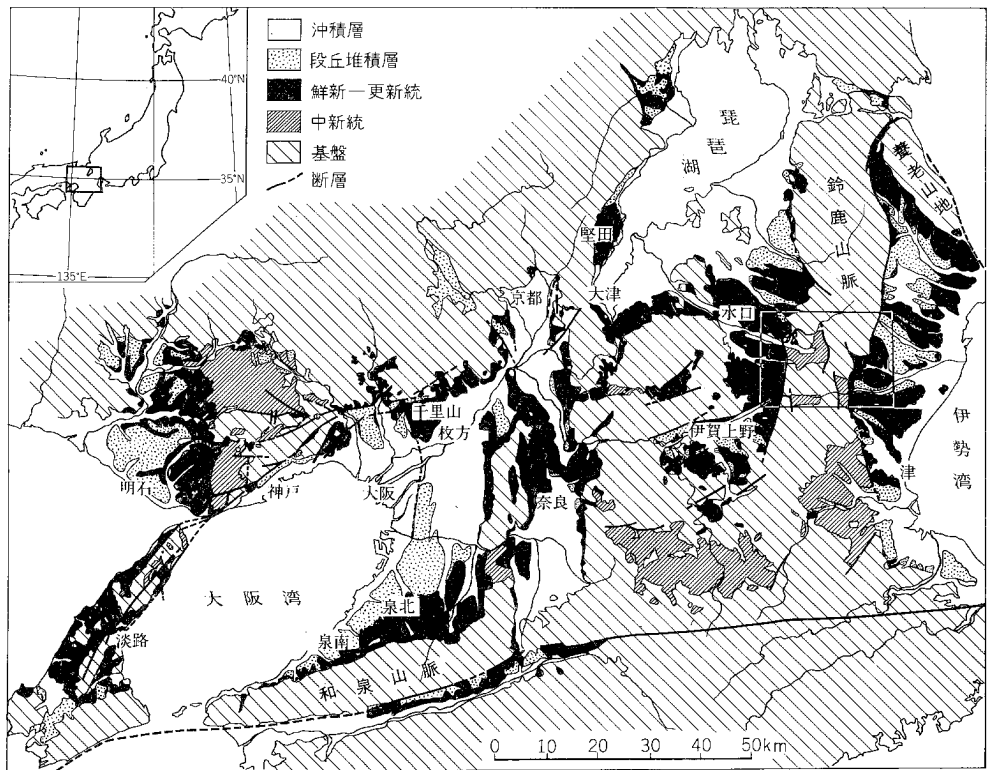 沖積層
段丘堆積層
鮮新—更新統
中新統
基盤
断層
40°N
35°N
135°E
琵琶湖
養老山地
鈴鹿山脈
堅田
京都
大津
水口
千里山
枚方
伊賀上野
伊勢湾
明石
神戸
大阪
奈良
津
大阪湾
泉北
泉南
淡路
和泉山脈
0 10 20 30 40 50km